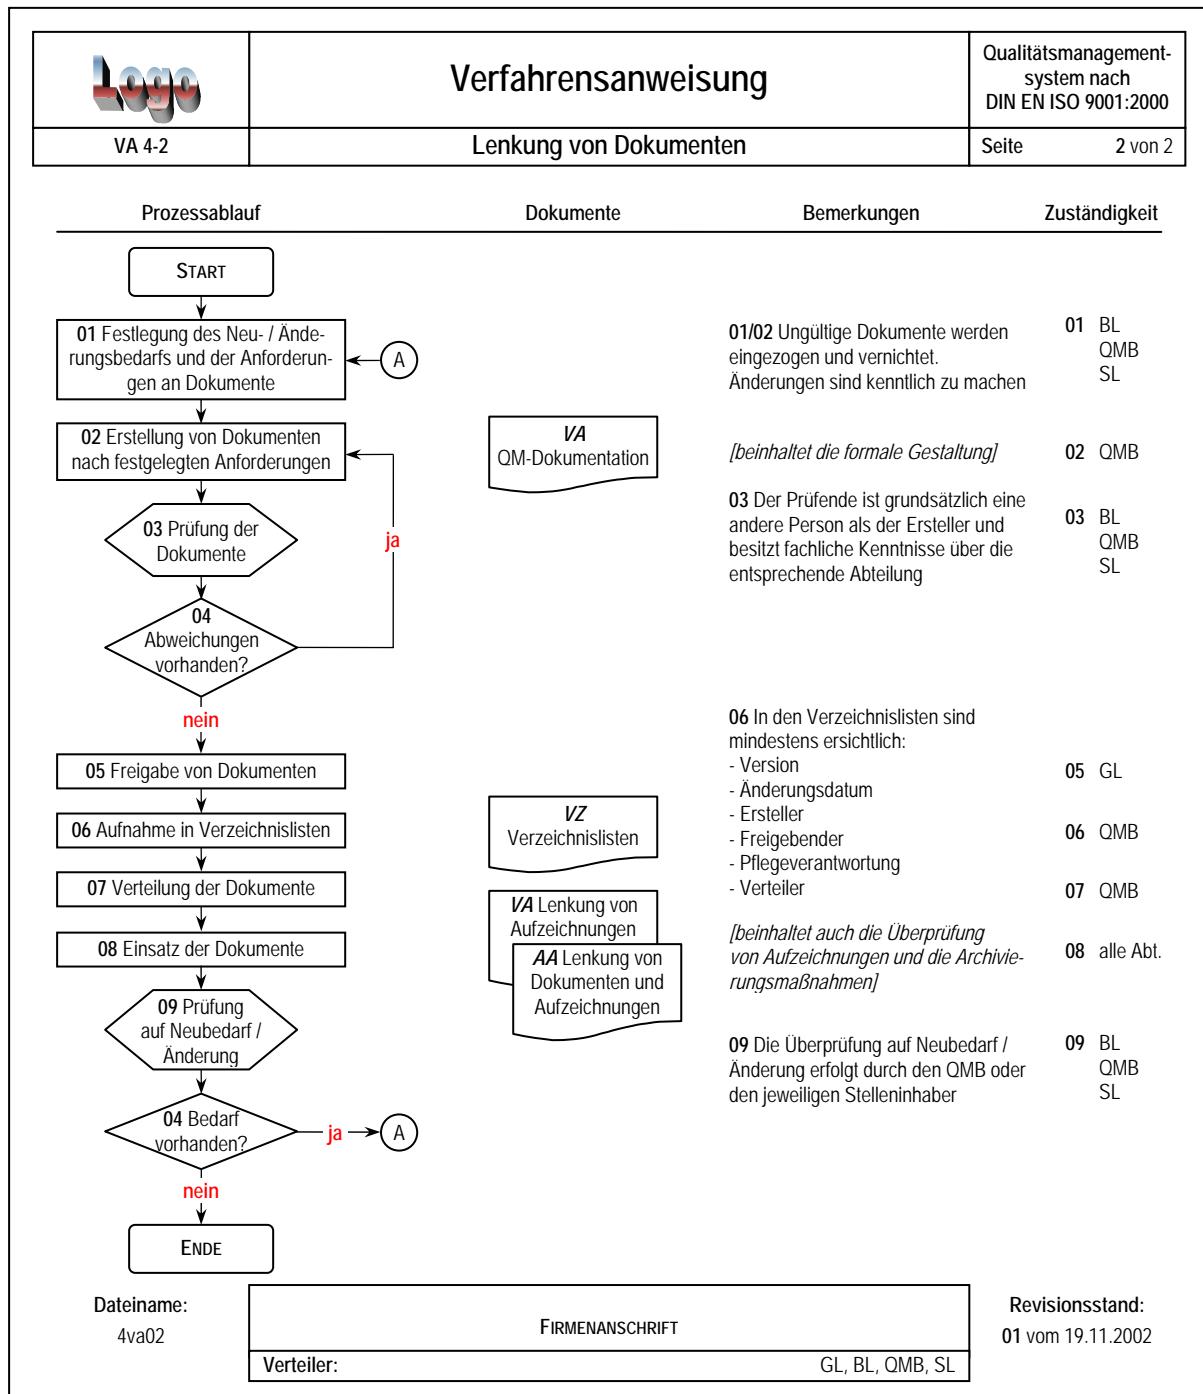 Logo
Verfahrensanweisung
Qualitätsmanagement-
system nach
DIN EN ISO 9001:2000
VA 4-2
Lenkung von Dokumenten
Seite 2 von 2
Prozessablauf
Dokumente
Bemerkungen
Zuständigkeit
START
01 Festlegung des Neu- / Ände-
rungsbedarfs und der Anforderun-
gen an Dokumente
A
01/02 Ungültige Dokumente werden
eingezogen und vernichtet.
Änderungen sind kenntlich zu machen
01 BL
QMB
SL
02 Erstellung von Dokumenten
nach festgelegten Anforderungen
VA
QM-Dokumentation
[beinhaltet die formale Gestaltung]
02 QMB
03 Prüfung der
Dokumente
ja
03 Der Prüfende ist grundsätzlich eine
andere Person als der Ersteller und
besitzt fachliche Kenntnisse über die
entsprechende Abteilung
03 BL
QMB
SL
04
Abweichungen
vorhanden?
nein
05 Freigabe von Dokumenten
06 In den Verzeichnislisten sind
mindestens ersichtlich:
- Version
- Änderungsdatum
- Ersteller
- Freigebender
- Pflegeverantwortung
- Verteiler
05 GL
06 Aufnahme in Verzeichnislisten
VZ
Verzeichnislisten
06 QMB
07 Verteilung der Dokumente
07 QMB
08 Einsatz der Dokumente
VA Lenkung von
Aufzeichnungen
AA Lenkung von
Dokumenten und
Aufzeichnungen
[beinhaltet auch die Überprüfung
von Aufzeichnungen und die Archivie-
rungsmaßnahmen]
08 alle Abt.
09 Prüfung
auf Neubedarf /
Änderung
09 Die Überprüfung auf Neubedarf /
Änderung erfolgt durch den QMB oder
den jeweiligen Stelleninhaber
09 BL
QMB
SL
04 Bedarf
vorhanden?
ja
A
nein
ENDE
Dateiname:
4va02
FIRMENANSCHRIFT
Verteiler: GL, BL, QMB, SL
Revisionsstand:
01 vom 19.11.2002